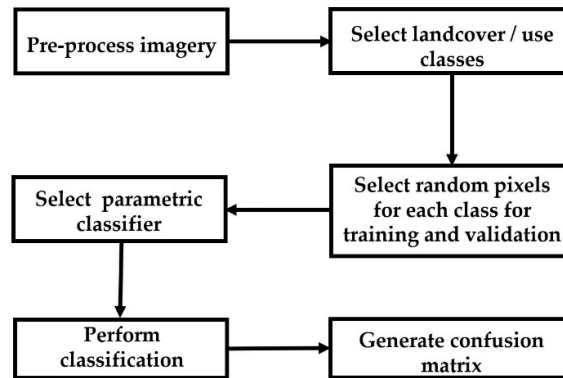 Pre-process imagery
Select landcover / use
classes
Select random pixels
for each class for
training and validation
Select parametric
classifier
Perform
classification
Generate confusion
matrix